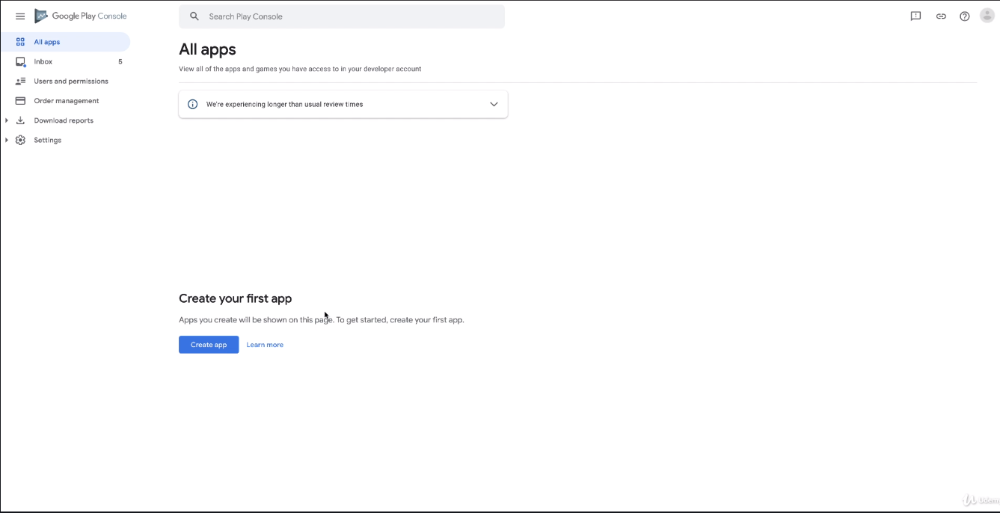 Google Play Console
Search Play Console
All apps
Inbox 5
Users and permissions
Order management
Download reports
Settings
All apps
View all of the apps and games you have access to in your developer account
We're experiencing longer than usual review times
Create your first app
Apps you create will be shown on this page. To get started, create your first app.
Create app Learn more
Udem